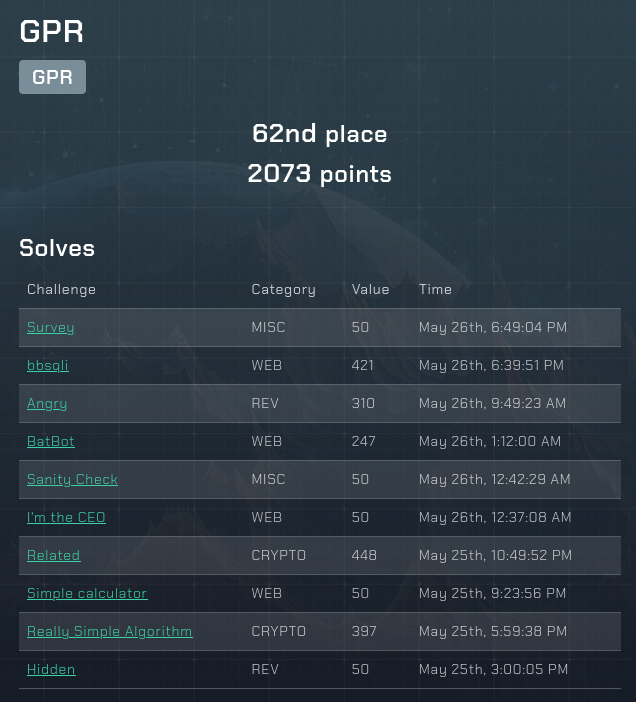 GPR
GPR
62nd place
2073 points
Solves
Challenge Category Value Time
Survey MISC 50 May 26th, 6:49:04 PM
bbsqli WEB 421 May 26th, 6:39:51 PM
Angry REV 310 May 26th, 9:49:23 AM
BatBot WEB 247 May 26th, 1:12:00 AM
Sanity Check MISC 50 May 26th, 12:42:29 AM
I'm the CEO WEB 50 May 26th, 12:37:08 AM
Related CRYPTO 448 May 25th, 10:49:52 PM
Simple calculator WEB 50 May 25th, 9:23:56 PM
Really Simple Algorithm CRYPTO 397 May 25th, 5:59:38 PM
Hidden REV 50 May 25th, 3:00:05 PM